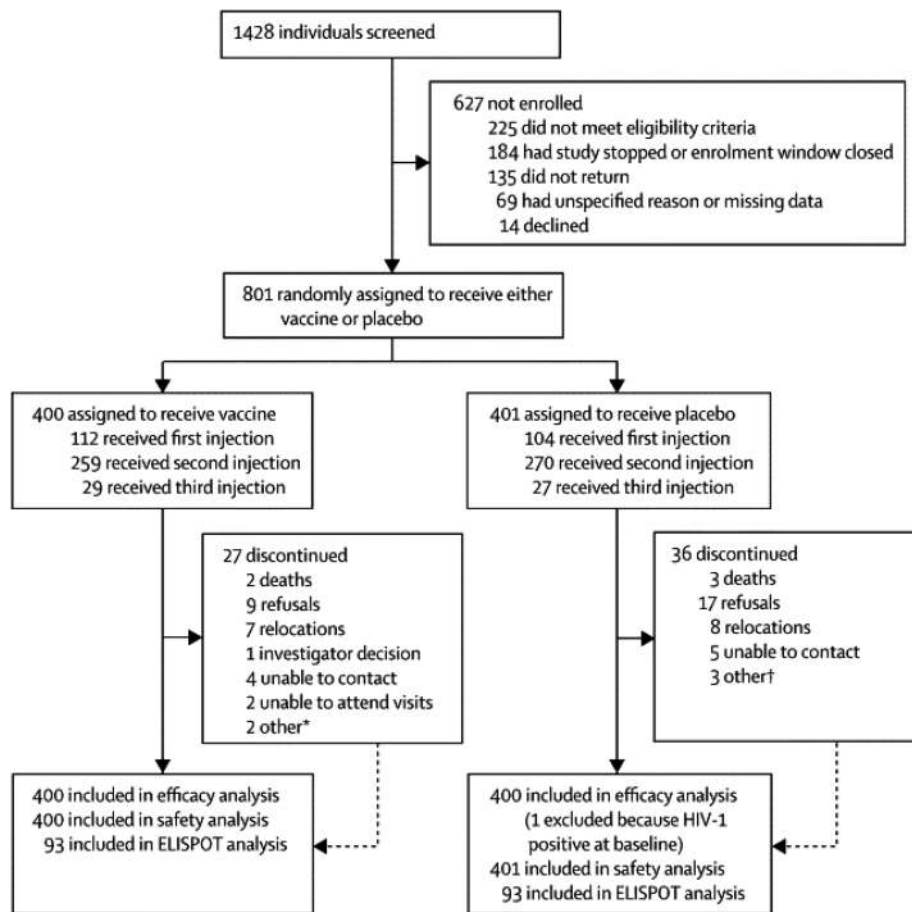 1428 individuals screened
627 not enrolled
225 did not meet eligibility criteria
184 had study stopped or enrolment window closed
135 did not return
69 had unspecified reason or missing data
14 declined
801 randomly assigned to receive either
vaccine or placebo
400 assigned to receive vaccine
112 received first injection
259 received second injection
29 received third injection
401 assigned to receive placebo
104 received first injection
270 received second injection
27 received third injection
27 discontinued
2 deaths
9 refusals
7 relocations
1 investigator decision
4 unable to contact
2 unable to attend visits
2 other*
36 discontinued
3 deaths
17 refusals
8 relocations
5 unable to contact
3 other†
400 included in efficacy analysis
400 included in safety analysis
93 included in ELISPOT analysis
400 included in efficacy analysis
(1 excluded because HIV-1
positive at baseline)
401 included in safety analysis
93 included in ELISPOT analysis